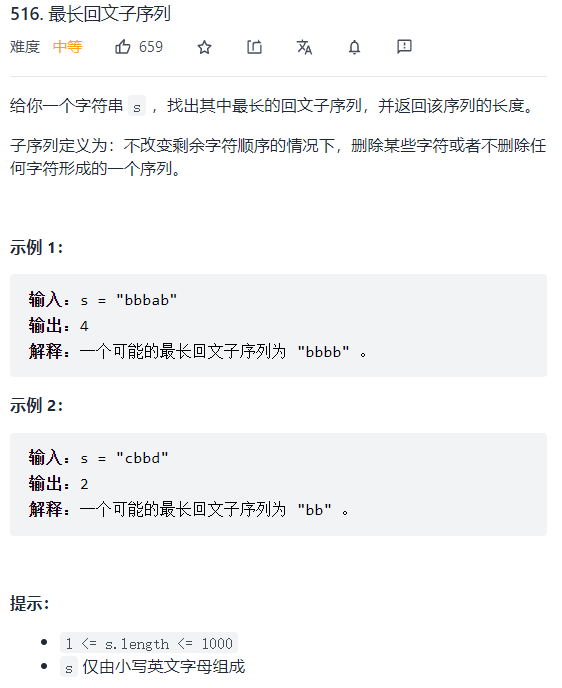 516. 最长回文子序列
难度 中等 659
给你一个字符串 s ，找出其中最长的回文子序列，并返回该序列的长度。
子序列定义为：不改变剩余字符顺序的情况下，删除某些字符或者不删除任
何字符形成的一个序列。
示例 1：
输入：s = "bbbab"
输出：4
解释：一个可能的最长回文子序列为 "bbbb" 。
示例 2：
输入：s = "cbbd"
输出：2
解释：一个可能的最长回文子序列为 "bb" 。
提示：
1 <= s.length <= 1000
s 仅由小写英文字母组成